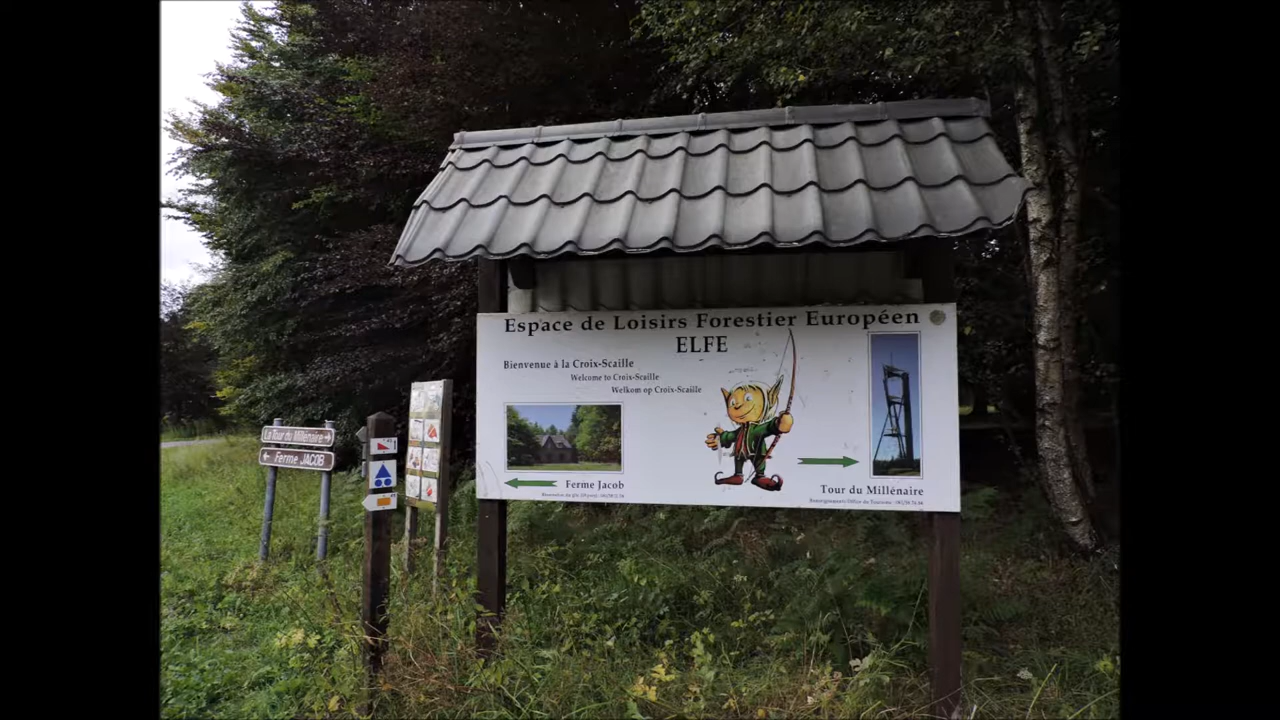 Espace de Loisirs Forestier Européen
ELFE
Bienvenue à la Croix-Scaille
Welcome to Croix-Scaille
Welkom op Croix-Scaille
Ferme Jacob
Tour du Millénaire
La Tour du Millénaire
Ferme JACOB